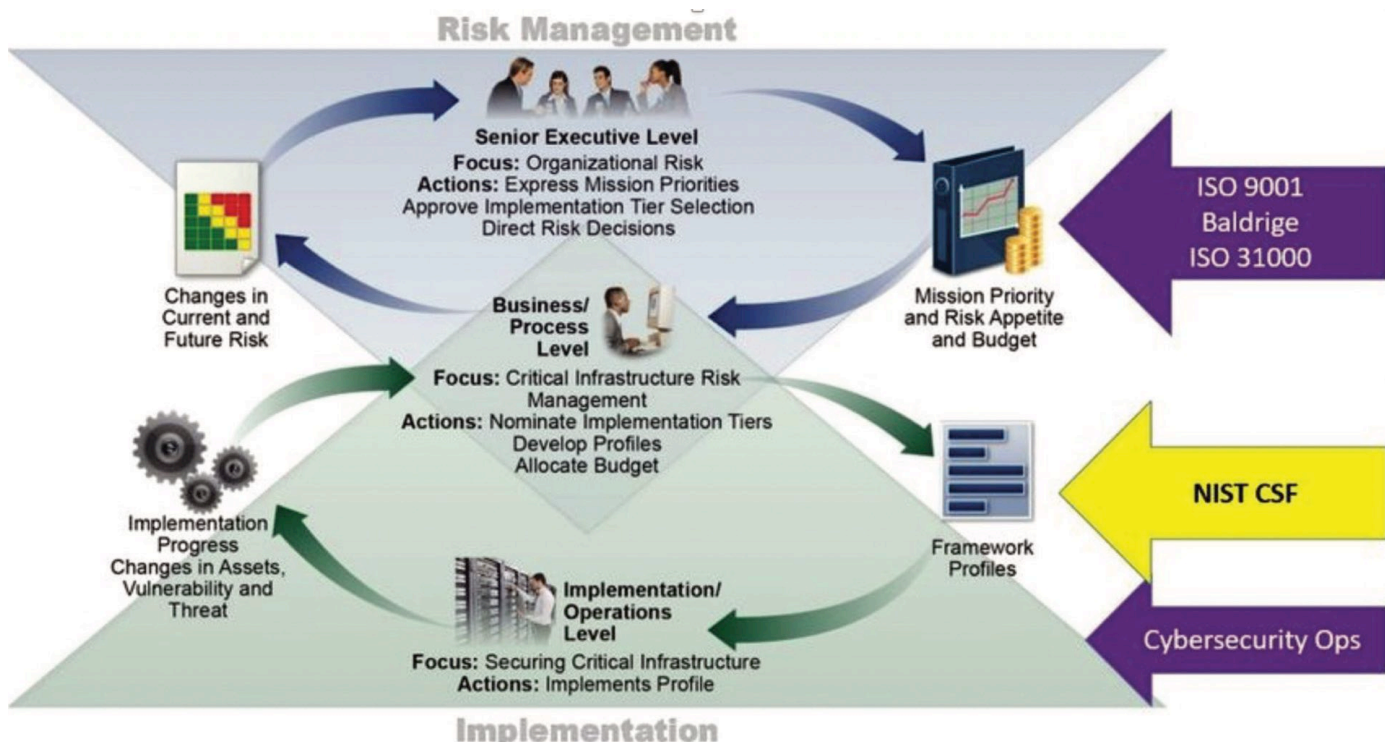 Risk Management
Senior Executive Level
Focus: Organizational Risk
Actions: Express Mission Priorities
Approve Implementation Tier Selection
Direct Risk Decisions
Changes in
Current and
Future Risk
Mission Priority
and Risk Appetite
and Budget
ISO 9001
Baldrige
ISO 31000
Business/
Process
Level
Focus: Critical Infrastructure Risk
Management
Actions: Nominate Implementation Tiers
Develop Profiles
Allocate Budget
Implementation
Progress
Changes in Assets,
Vulnerability and
Threat
Framework
Profiles
NIST CSF
Implementation/
Operations
Level
Focus: Securing Critical Infrastructure
Actions: Implements Profile
Cybersecurity Ops
Implementation